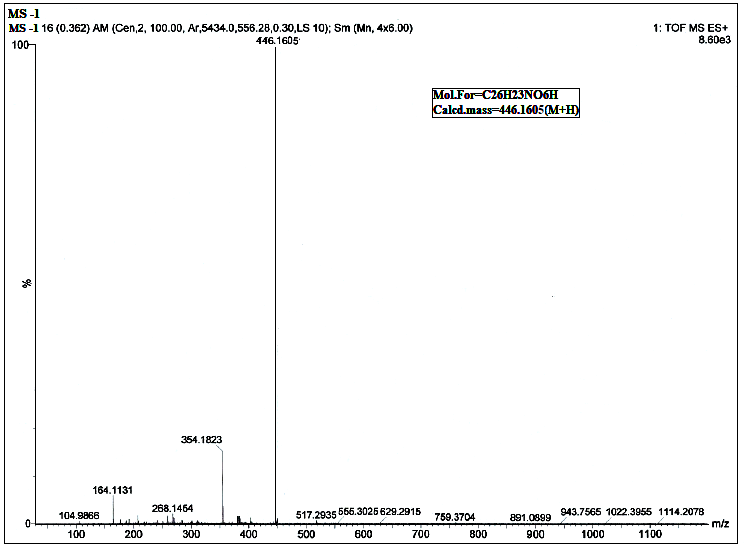 MS -1
MS -1 16 (0.362) AM (Cen,2, 100.00, Ar,5434.0,556.28,0.30,LS 10); Sm (Mn, 4x6.00)
1: TOF MS ES+
8.60e3
446.1605
100
Mol.For=C26H23NO6H
Calcd.mass=446.1605(M+H)
%
354.1823
164.1131
104.9866
268.1454
517.2935
555.3025
629.2915
759.3704
891.0899
943.7565
1022.3955
1114.2078
0
100 200 300 400 500 600 700 800 900 1000 1100
m/z